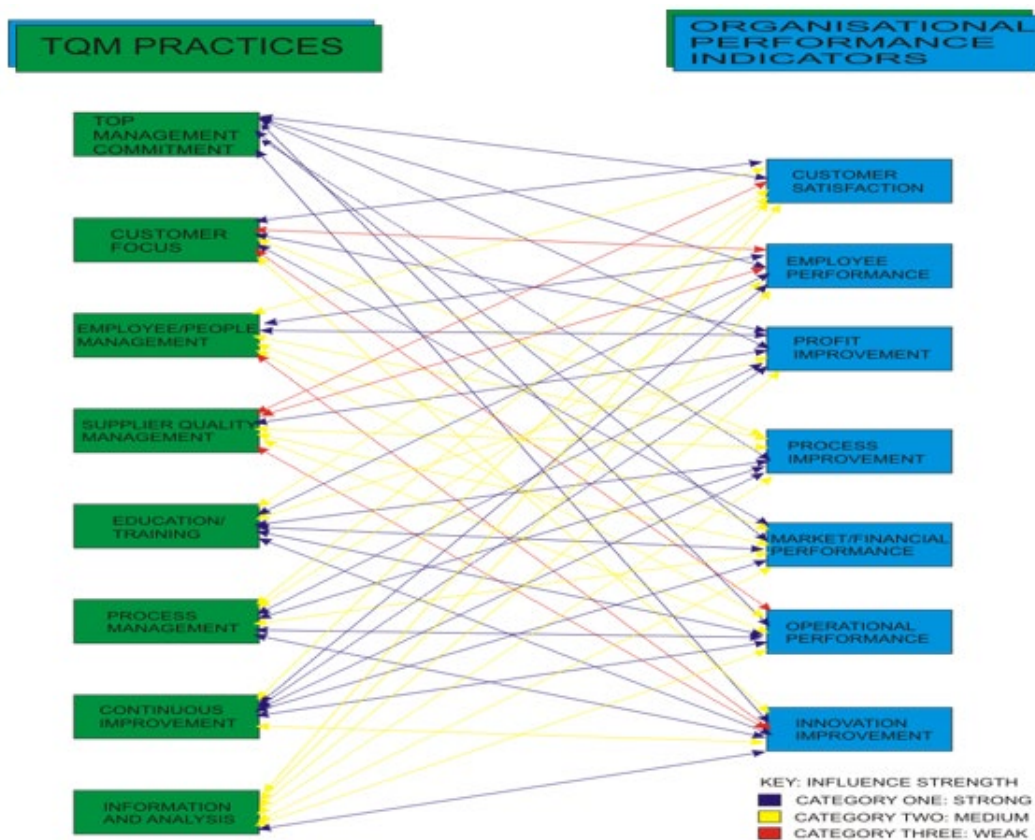 TQM PRACTICES
ORGANISATIONAL
PERFORMANCE
INDICATORS
TOP
MANAGEMENT
COMMITMENT
CUSTOMER
FOCUS
EMPLOYEE/PEOPLE
MANAGEMENT
SUPPLIER QUALITY
MANAGEMENT
EDUCATION/
TRAINING
PROCESS
MANAGEMENT
CONTINUOUS
IMPROVEMENT
INFORMATION
AND ANALYSIS
CUSTOMER
SATISFACTION
EMPLOYEE
PERFORMANCE
PROFIT
IMPROVEMENT
PROCESS
IMPROVEMENT
MARKET/FINANCIAL
PERFORMANCE
OPERATIONAL
PERFORMANCE
INNOVATION
IMPROVEMENT
KEY: INFLUENCE STRENGTH
CATEGORY ONE: STRONG
CATEGORY TWO: MEDIUM
CATEGORY THREE: WEAK